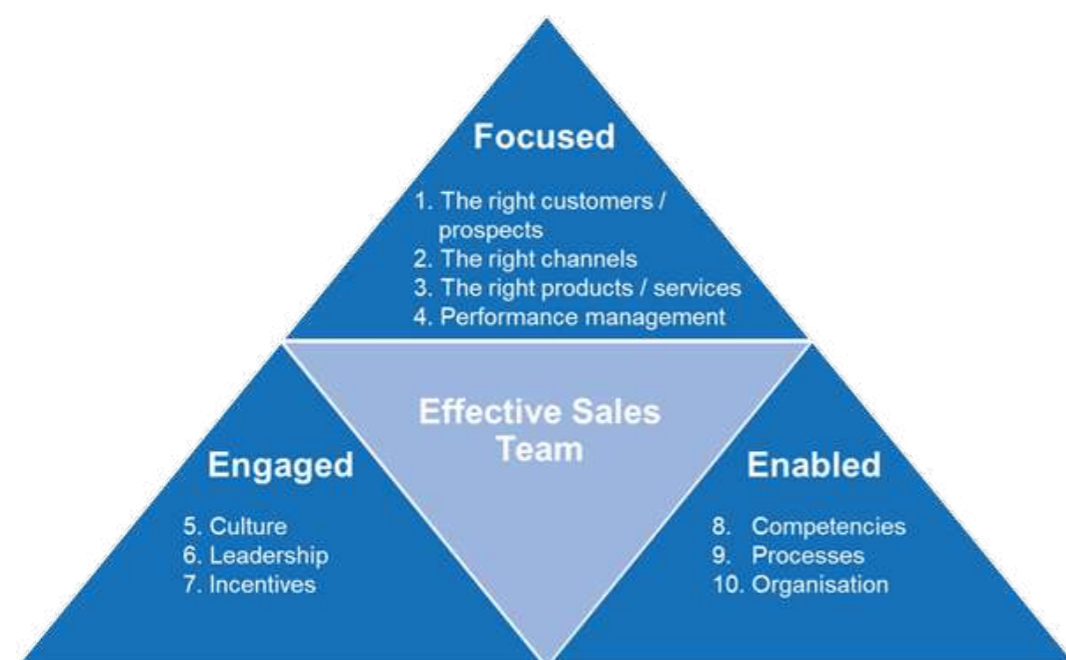 Focused
1. The right customers /
prospects
2. The right channels
3. The right products / services
4. Performance management
Effective Sales
Team
Engaged
5. Culture
6. Leadership
7. Incentives
Enabled
8. Competencies
9. Processes
10. Organisation